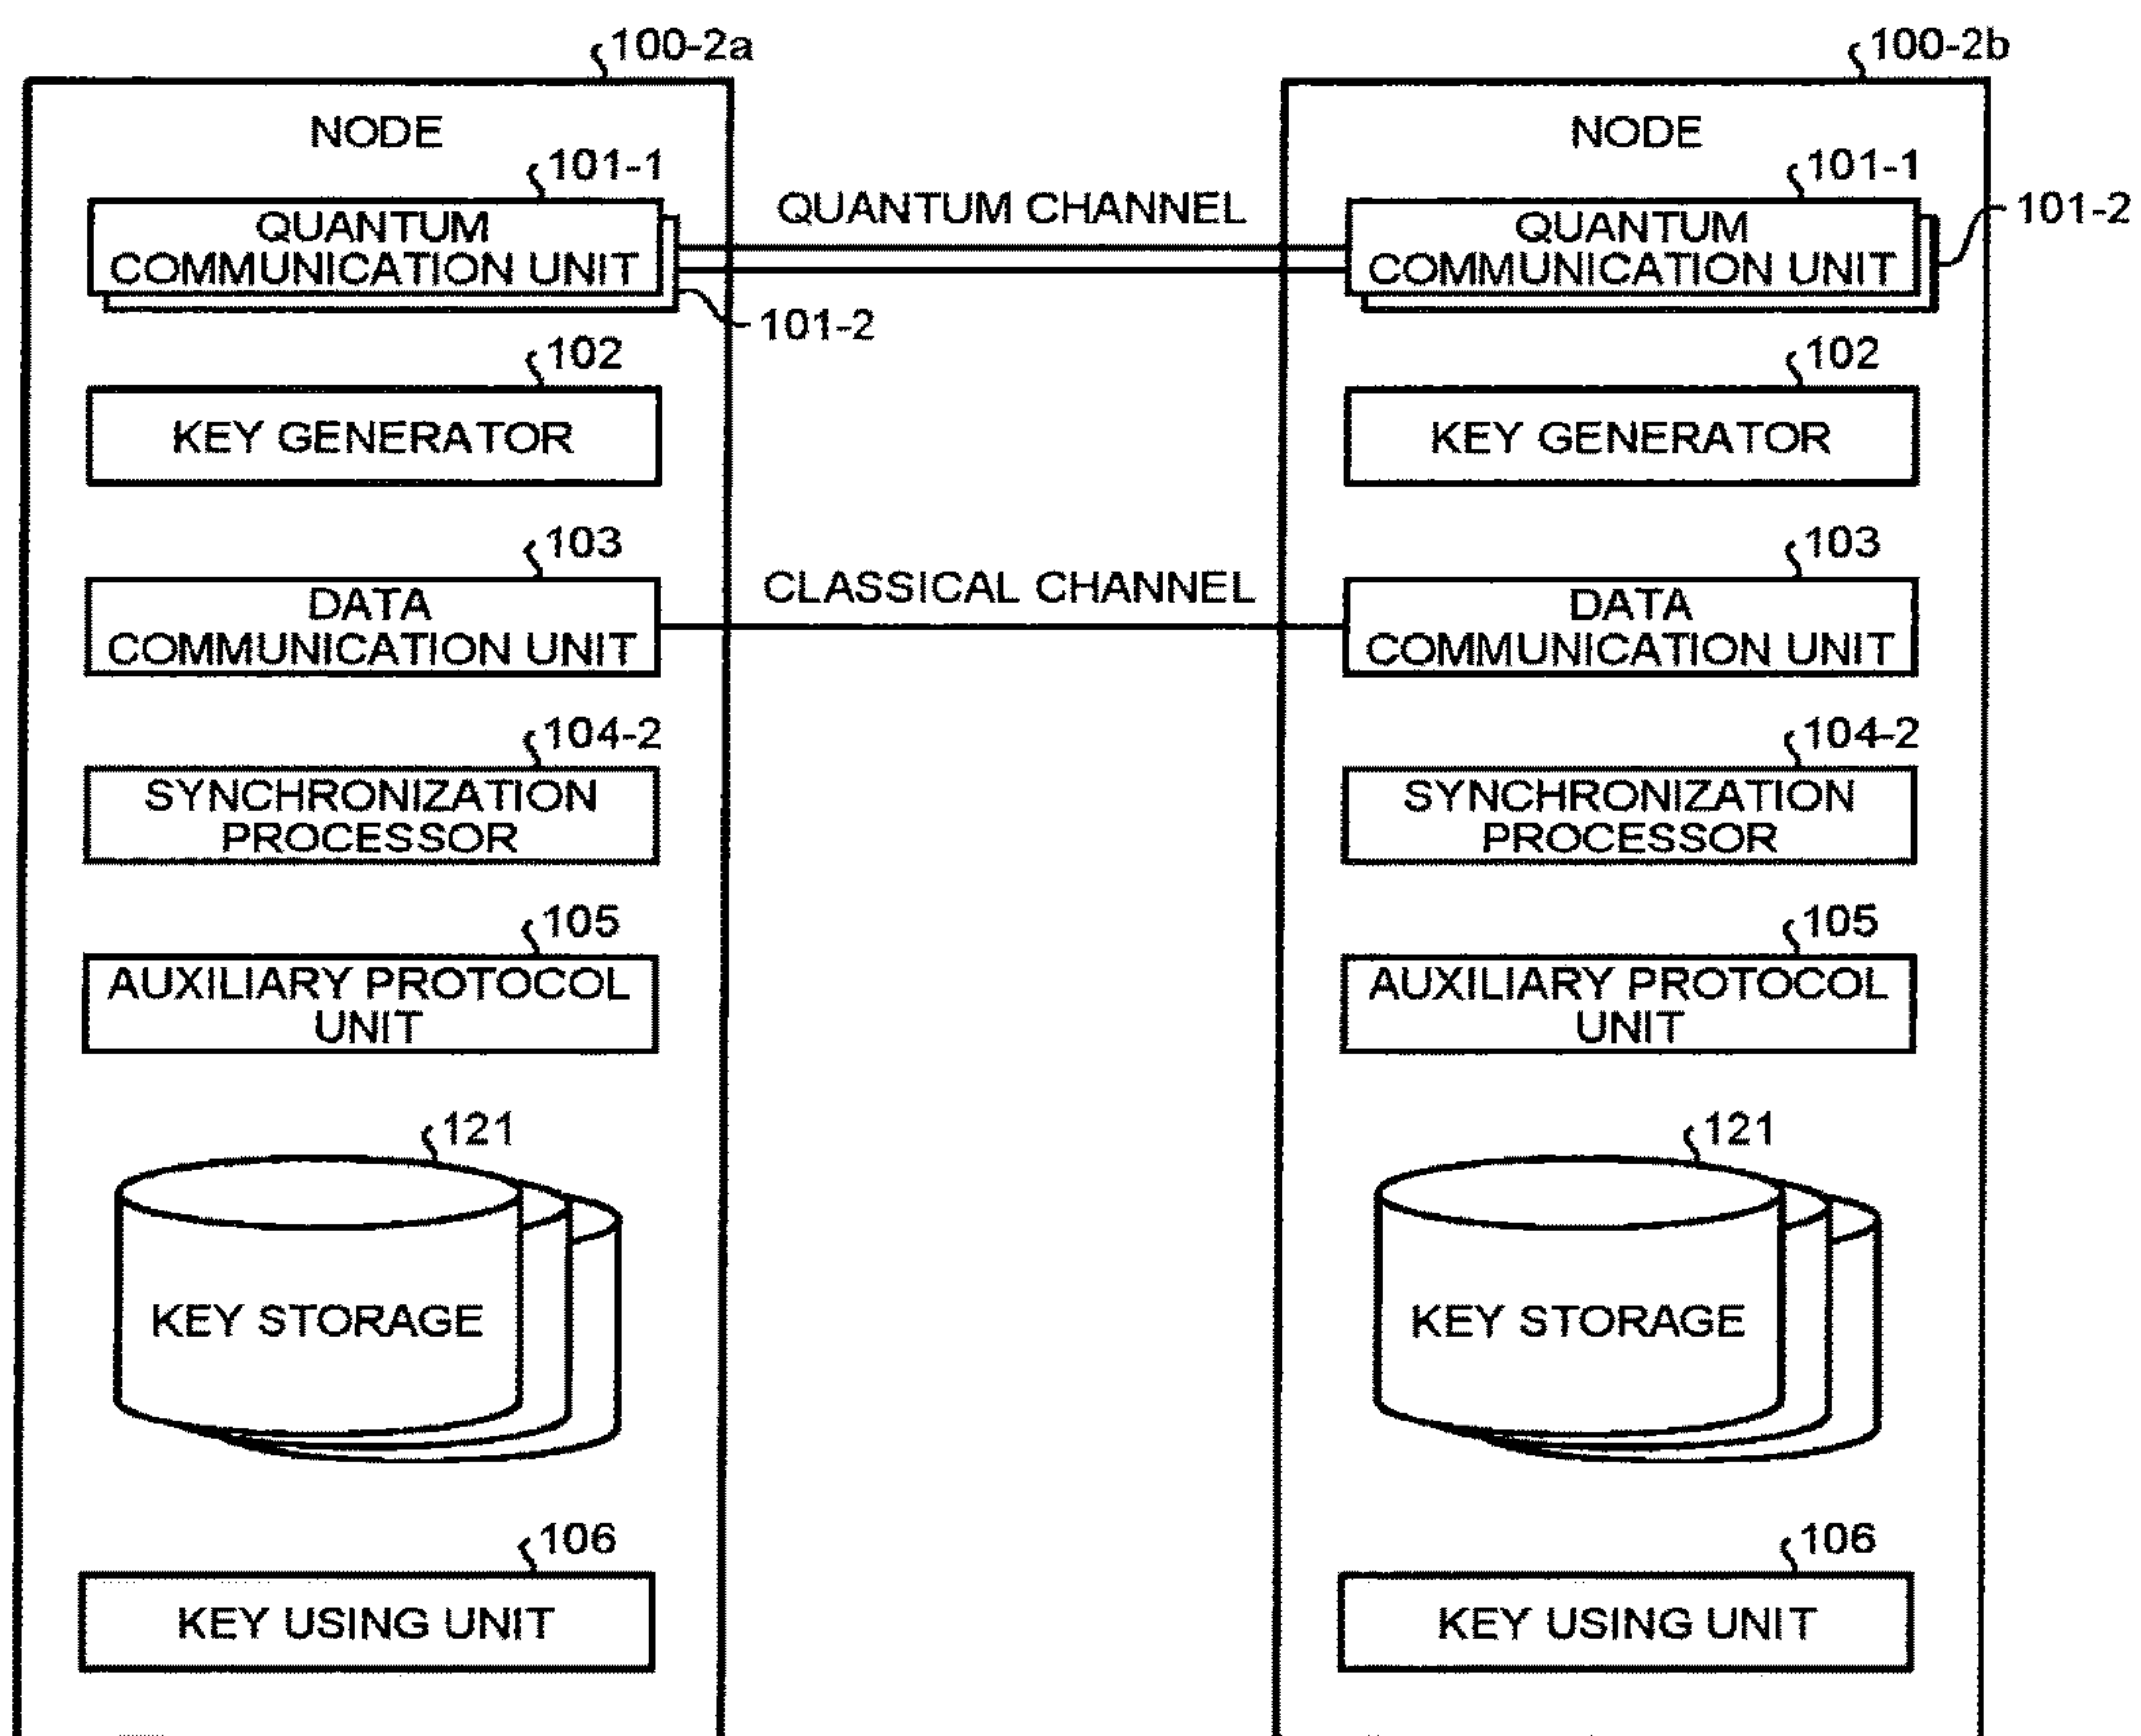 100-2a
NODE
101-1
QUANTUM
COMMUNICATION UNIT
101-2
102
KEY GENERATOR
103
DATA
COMMUNICATION UNIT
104-2
SYNCHRONIZATION
PROCESSOR
105
AUXILIARY PROTOCOL
UNIT
121
KEY STORAGE
106
KEY USING UNIT
QUANTUM CHANNEL
CLASSICAL CHANNEL
100-2b
NODE
101-1
QUANTUM
COMMUNICATION UNIT
101-2
102
KEY GENERATOR
103
DATA
COMMUNICATION UNIT
104-2
SYNCHRONIZATION
PROCESSOR
105
AUXILIARY PROTOCOL
UNIT
121
KEY STORAGE
106
KEY USING UNIT